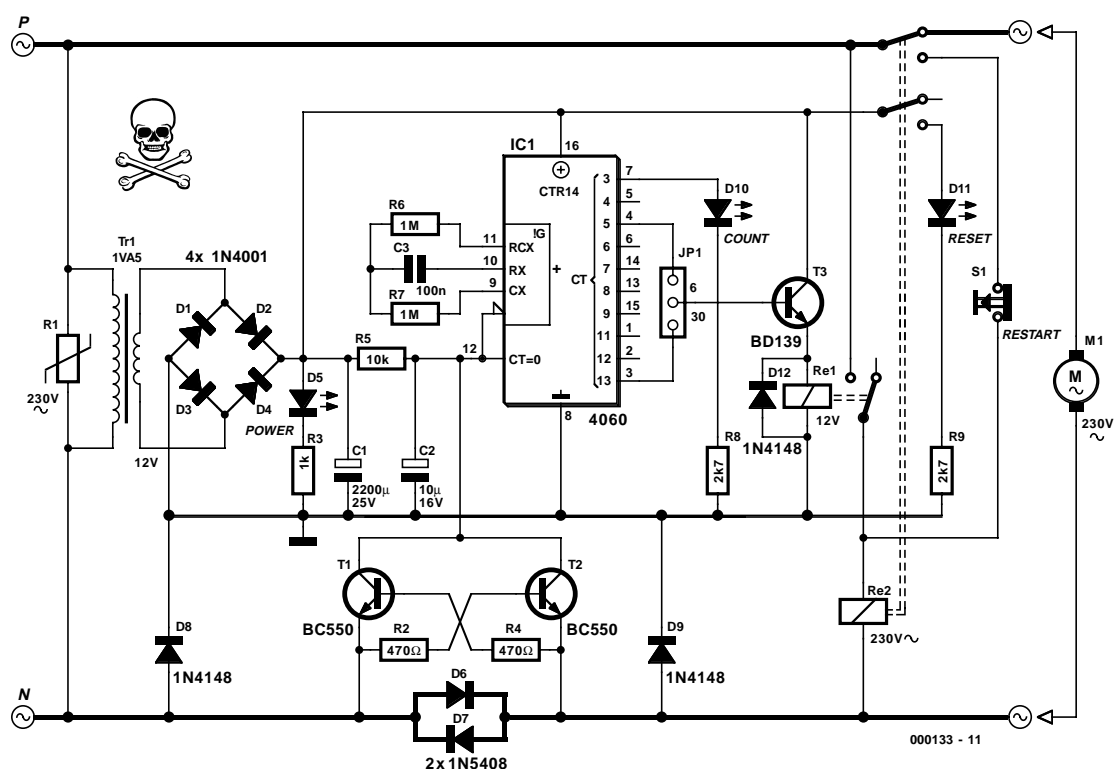 P
IC1
16
CTR14
3
7
4
5
5
4
6
6
7
14
8
13
9
15
11
1
12
2
13
3
CT
!G
+
RCX
RX
CX
CT=0
11
10
9
12
8
4060
R6
1M
C3
100n
R7
1M
D10
COUNT
D11
RESET
JP1
6
30
T3
BD139
S1
RESTART
M1
M
~
230V
~
Tr1
1VA5
4x 1N4001
D1
D2
D3
D4
12V
R1
230V
~
R5
10k
D5
POWER
R3
1k
C1
2200µ
25V
C2
10µ
16V
D12
1N4148
Re1
12V
R8
2k7
R9
2k7
T1
BC550
T2
BC550
R2
470Ω
R4
470Ω
D8
1N4148
D9
1N4148
Re2
230V~
N
D6
D7
2x1N5408
000133 - 11